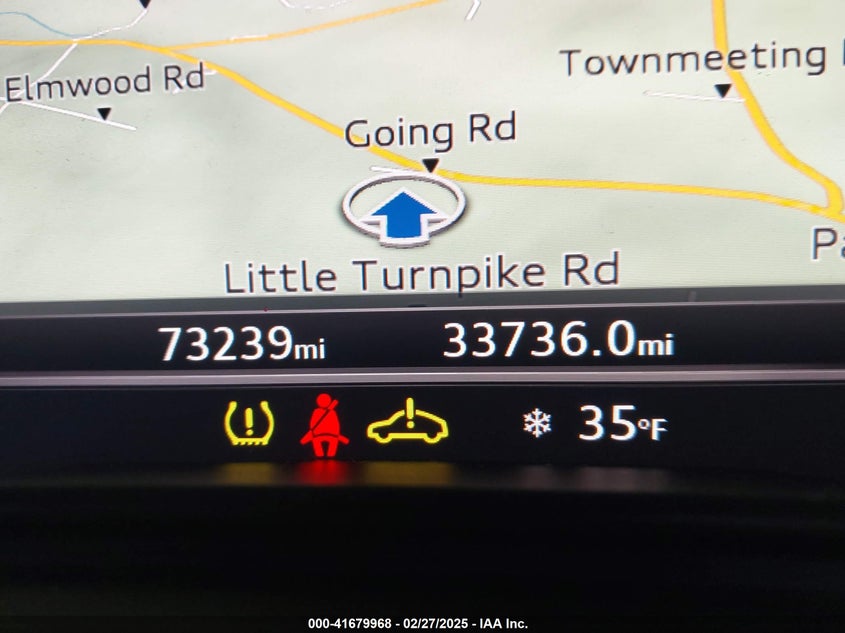 Townmeeting
Elmwood Rd
Going Rd
Little Turnpike Rd
73239mi 33736.0mi
35°F
000-41679968 - 02/27/2025 - IAA Inc.